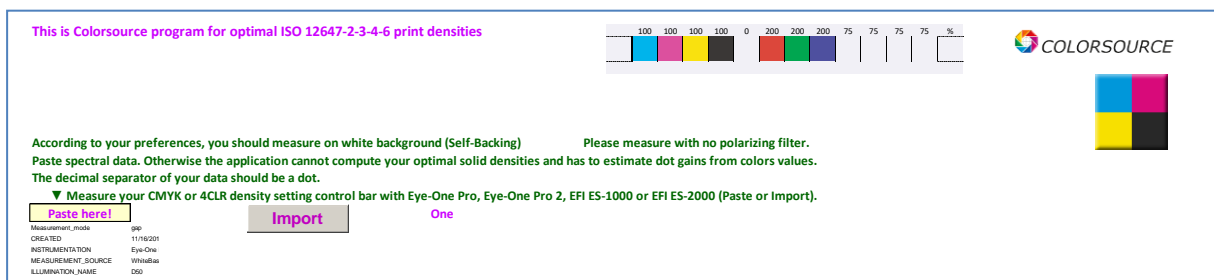 This is Colorsource program for optimal ISO 12647-2-3-4-6 print densities
100 100 100 100 0 200 200 200 75 75 75 75 %
COLORSOURCE
According to your preferences, you should measure on white background (Self-Backing) Please measure with no polarizing filter.
Paste spectral data. Otherwise the application cannot compute your optimal solid densities and has to estimate dot gains from colors values.
The decimal separator of your data should be a dot.
▼ Measure your CMYK or 4CLR density setting control bar with Eye-One Pro, Eye-One Pro 2, EFI ES-1000 or EFI ES-2000 (Paste or Import).
Paste here! Import One
Measurement_mode gap
CREATED 11/16/201
INSTRUMENTATION Eye-One
MEASUREMENT_SOURCE WhiteBas
ILLUMINATION_NAME D50